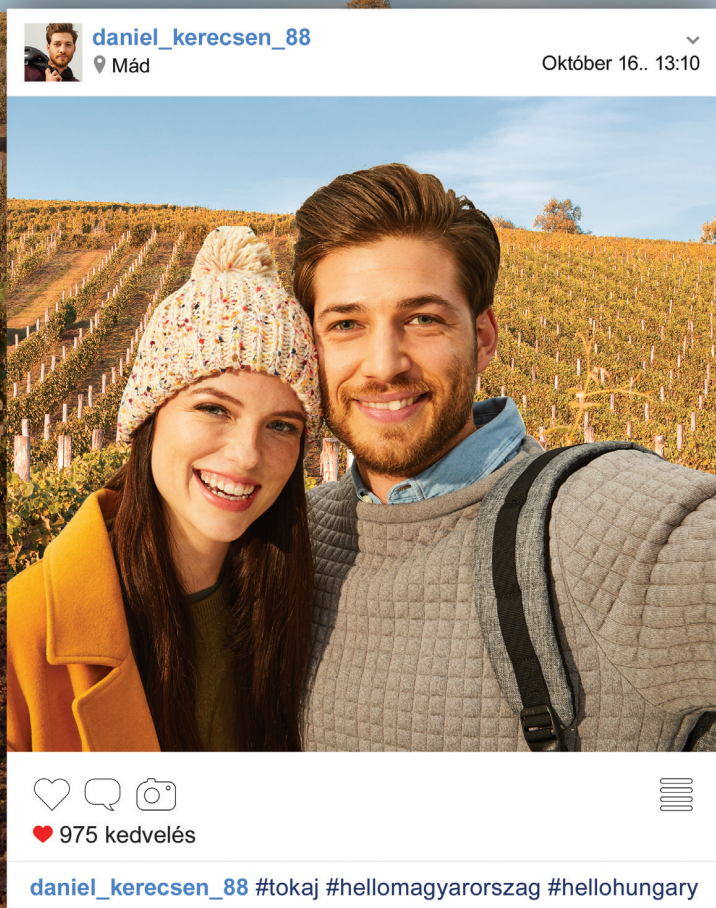 daniel_kerecsen_88
Mád
Október 16.. 13:10
975 kedvelés
daniel_kerecsen_88 #tokaj #hellomagyarorszag #hellohungary